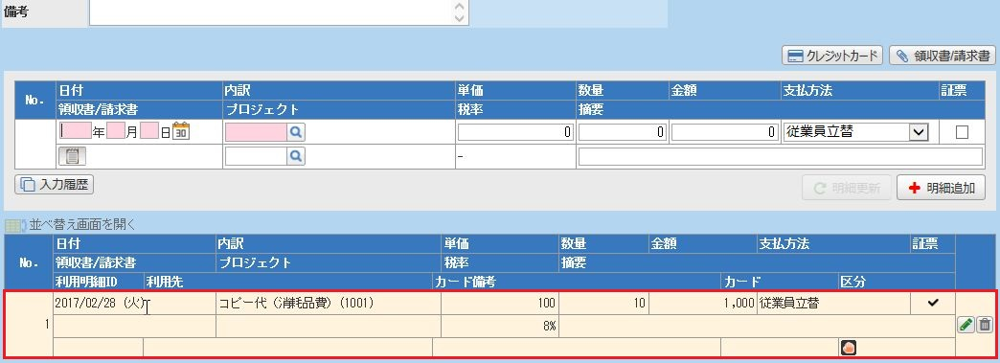 備考
クレジットカード 領収書/請求書
No. 日付 内訳 単価 数量 金額 支払方法 証票
領収書/請求書 プロジェクト 税率 摘要
年 月 日 30 0 0 0 従業員立替
-
入力履歴 明細更新 明細追加
並べ替え画面を開く
No. 日付 内訳 単価 数量 金額 支払方法 証票
領収書/請求書 プロジェクト 税率 摘要
利用明細ID 利用先 カード備考 カード 区分
1 2017/02/28 (火) コピー代(消耗品費)(1001) 100 10 1,000 従業員立替
8%